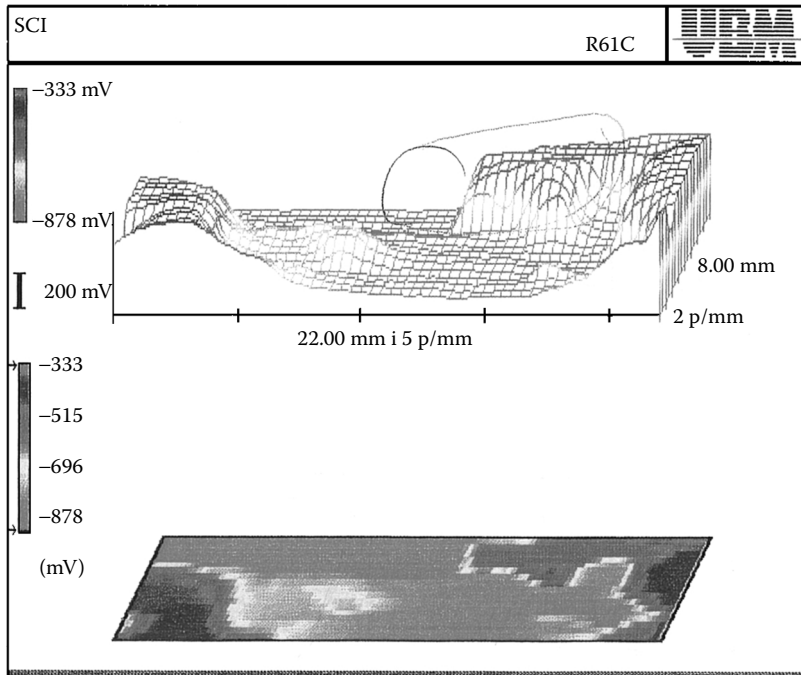 SCI
R61C
UBM
−333 mV
−878 mV
200 mV
8.00 mm
2 p/mm
22.00 mm i 5 p/mm
−333
−515
−696
−878
(mV)